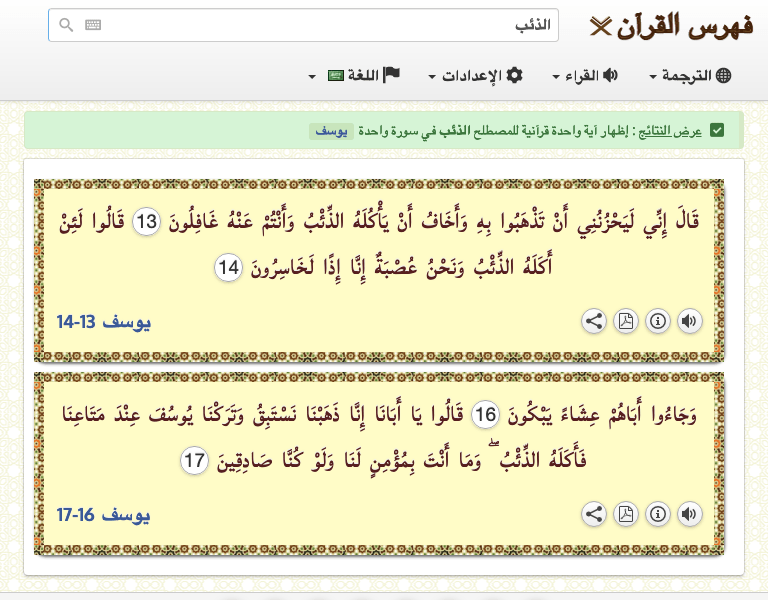 فهرس القرآن
الذئب
الترجمة القراء الإعدادات اللغة
عرض النتائج : إظهار آية واحدة قرآنية للمصطلح الذئب في سورة واحدة يوسف
قَالَ إِنِّي لَيَحْزُنُنِي أَنْ تَذْهَبُوا بِهِ وَأَخَافُ أَنْ يَأْكُلَهُ الذِّئْبُ وَأَنْتُمْ عَنْهُ غَافِلُونَ 13 قَالُوا لَئِنْ
أَكَلَهُ الذِّئْبُ وَنَحْنُ عُصْبَةٌ إِنَّا إِذًا لَخَاسِرُونَ 14
يوسف 13-14
وَجَاءُوا أَبَاهُمْ عِشَاءً يَبْكُونَ 16 قَالُوا يَا أَبَانَا إِنَّا ذَهَبْنَا نَسْتَبِقُ وَتَرَكْنَا يُوسُفَ عِنْدَ مَتَاعِنَا
فَأَكَلَهُ الذِّئْبُ ۖ وَمَا أَنْتَ بِمُؤْمِنٍ لَنَا وَلَوْ كُنَّا صَادِقِينَ 17
يوسف 16-17